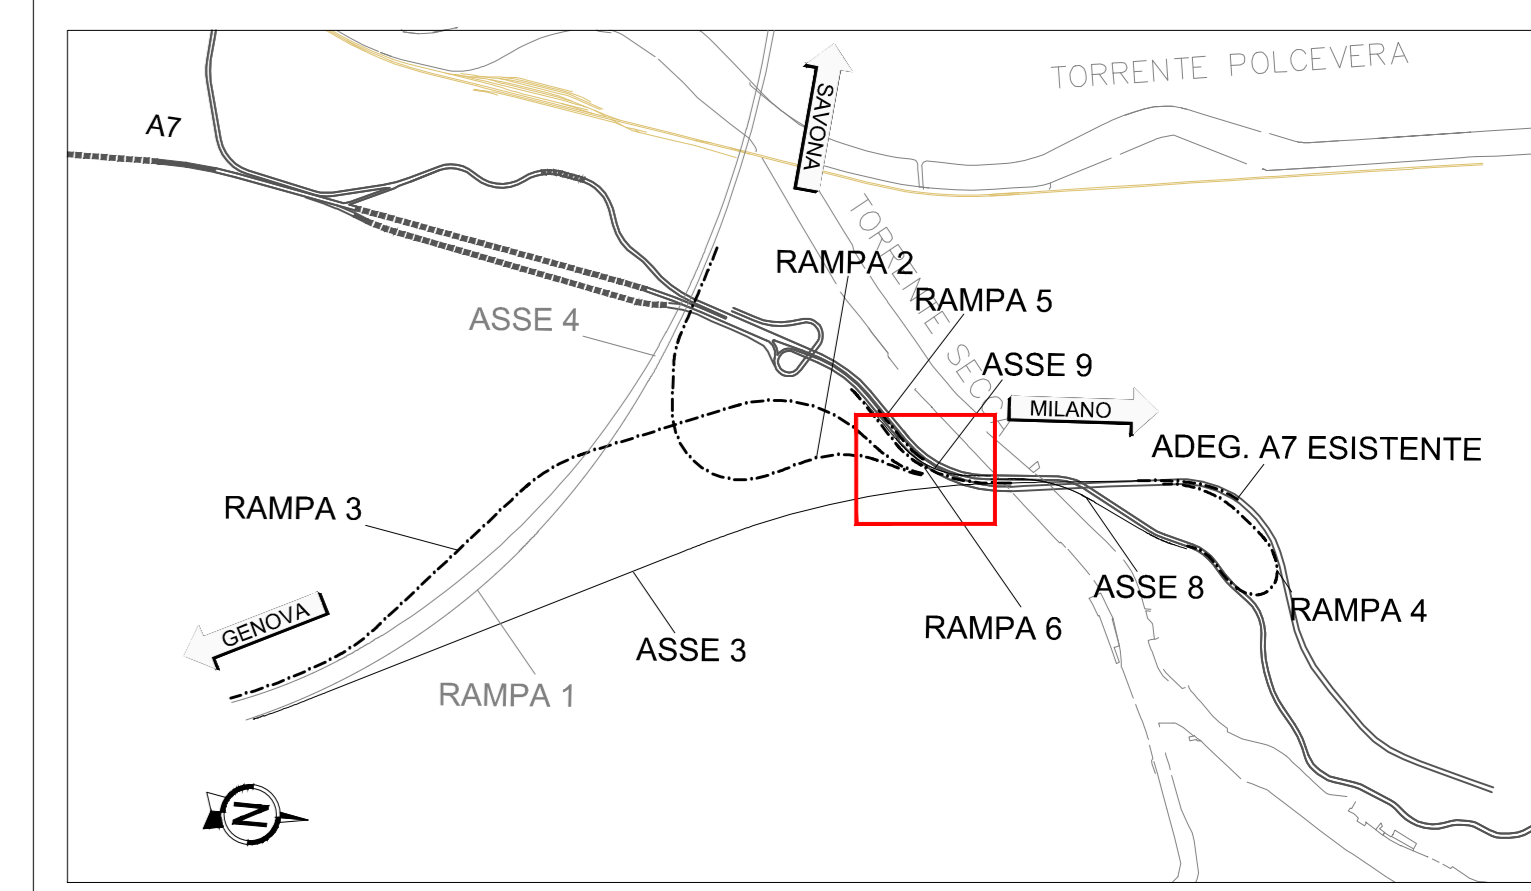 TORRENTE POLCEVERA
SAVONA
A7
TORRENTE SECCA
RAMPA 2
RAMPA 5
ASSE 4
ASSE 9
MILANO
ADEG. A7 ESISTENTE
RAMPA 3
ASSE 8
GENOVA
RAMPA 4
RAMPA 6
ASSE 3
RAMPA 1
N